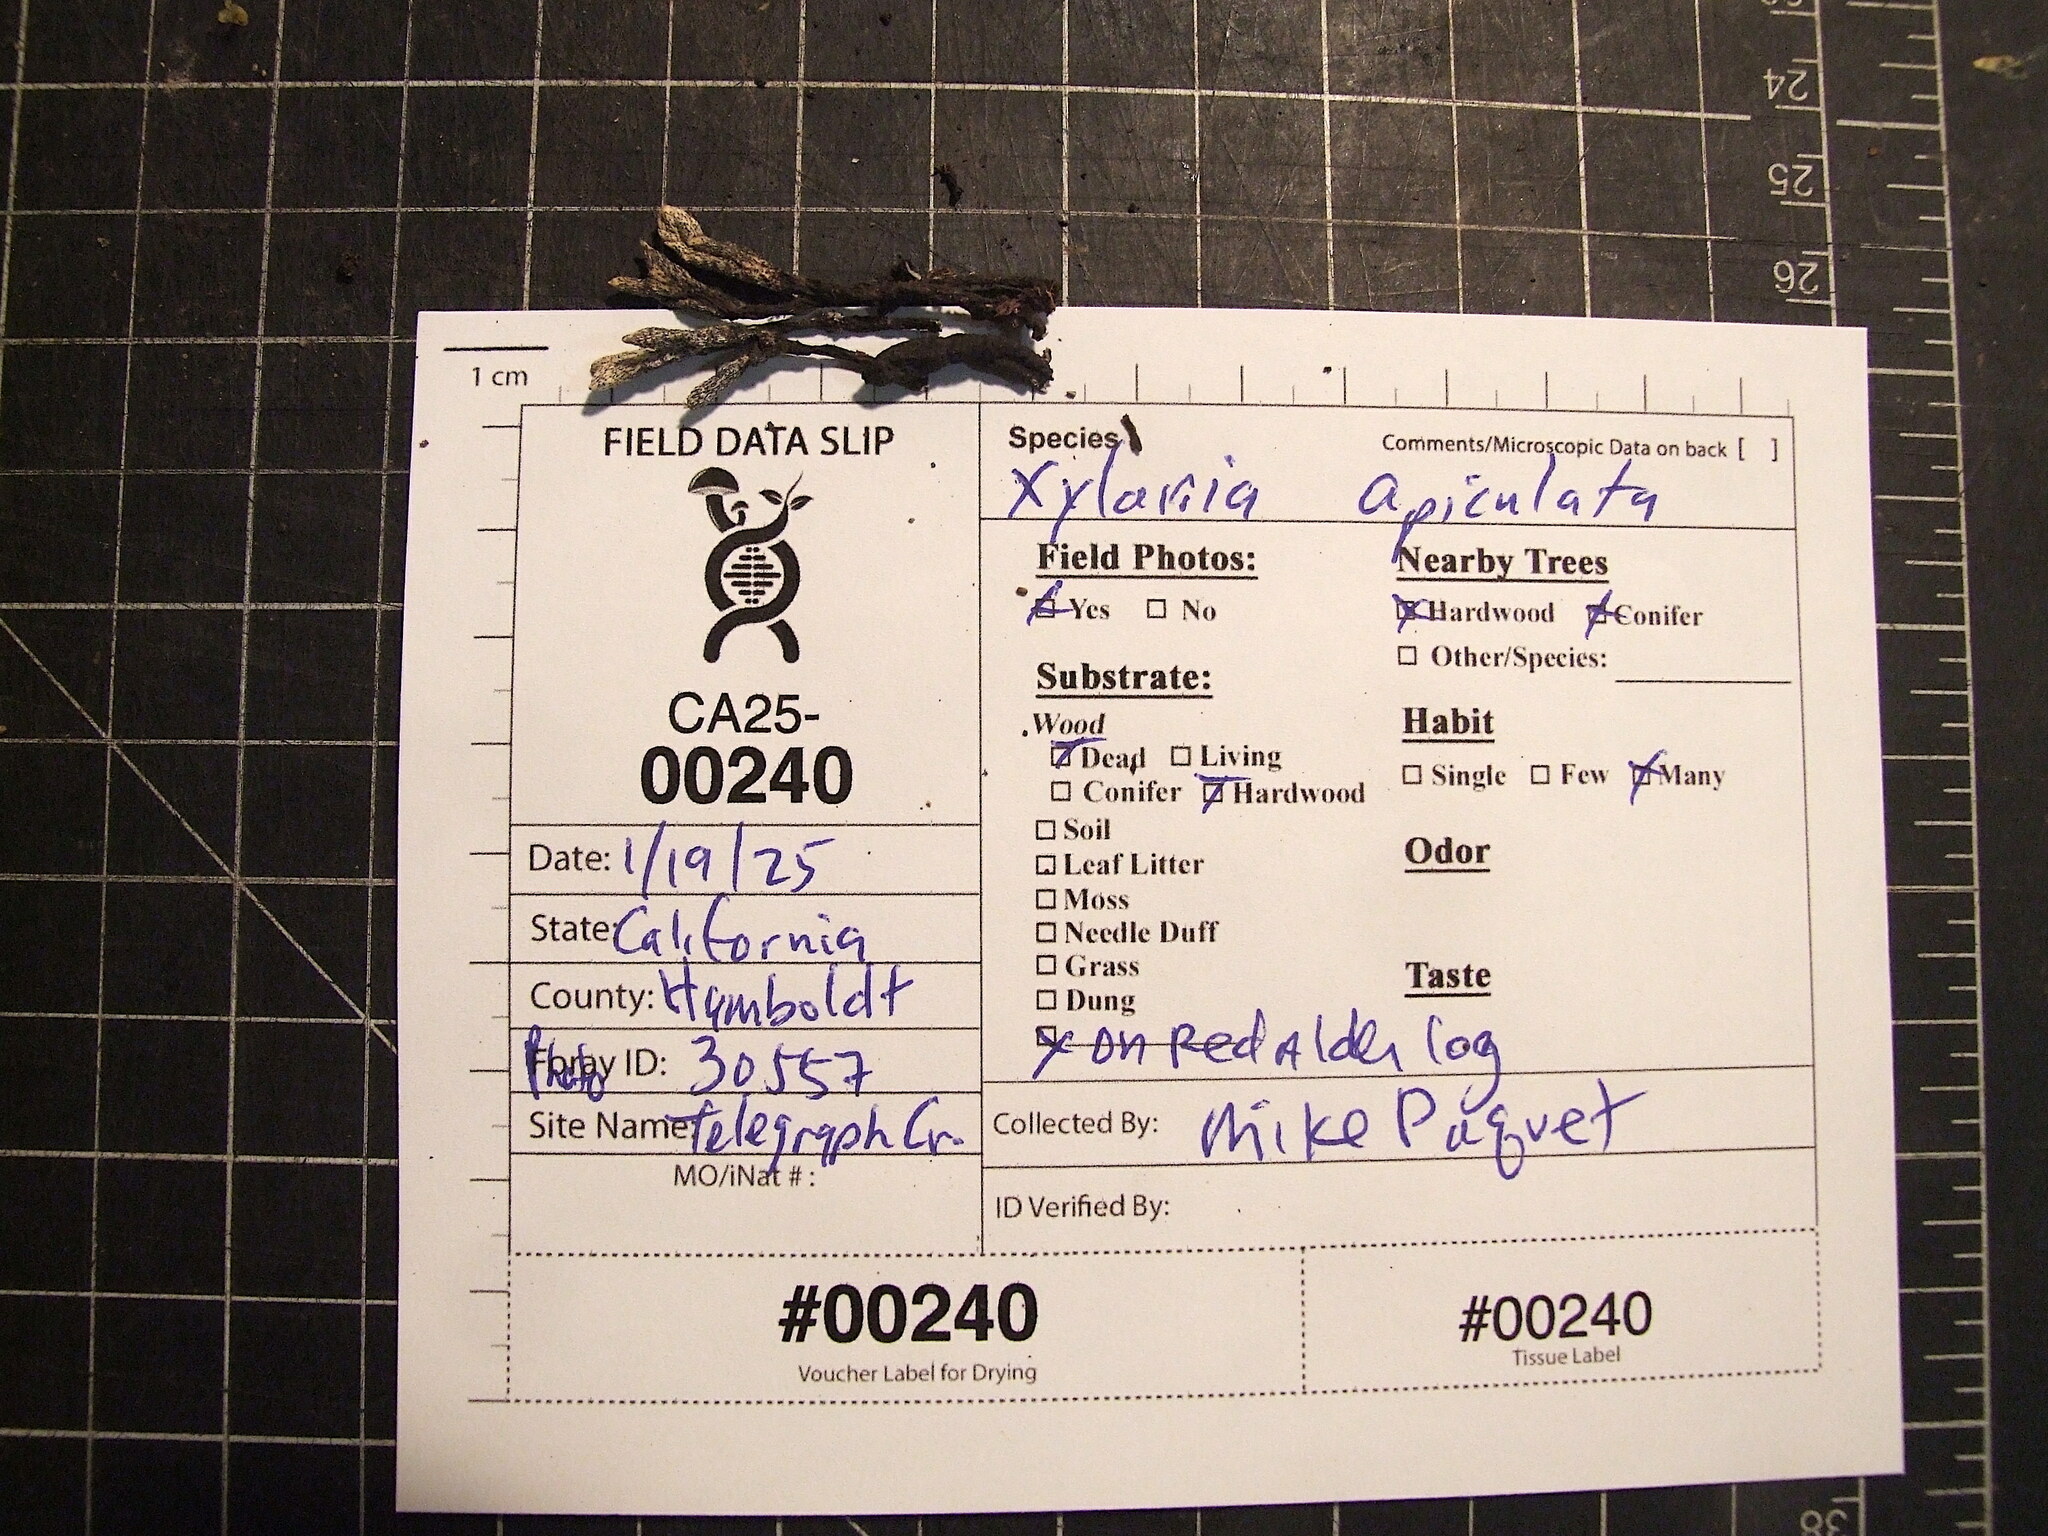 24
25
26
1 cm
FIELD DATA SLIP
CA25-
00240
Date: 1/19/25
State: California
County: Humboldt
Photo
Foray ID: 30557
Site Name: Telegraph Cr.
MO/iNat # :
Species
Comments/Microscopic Data on back [ ]
Xylaria apiculata
Field Photos:
Yes No
Nearby Trees
Hardwood Conifer
Other/Species:
Substrate:
Wood
Dead Living
Conifer Hardwood
Soil
Leaf Litter
Moss
Needle Duff
Grass
Dung
X on Red Alder log
Habit
Single Few Many
Odor
Taste
Collected By: Mike Paquet
ID Verified By:
#00240
Voucher Label for Drying
#00240
Tissue Label
38